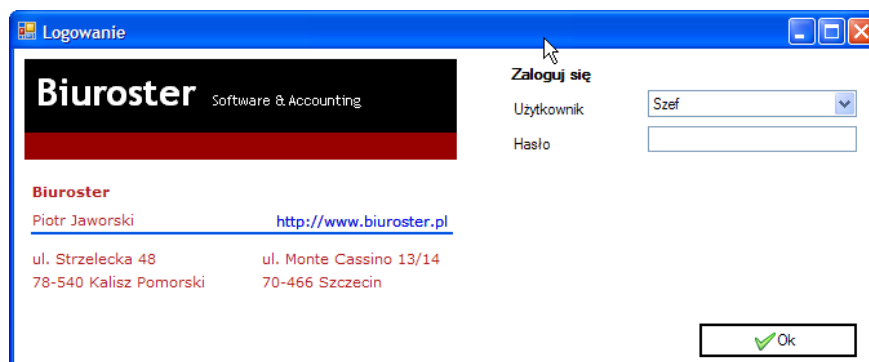 Logowanie
Biuroster Software & Accounting
Biuroster
Piotr Jaworski http://www.biuroster.pl
ul. Strzelecka 48 ul. Monte Cassino 13/14
78-540 Kalisz Pomorski 70-466 Szczecin
Zaloguj się
Użytkownik Szef
Hasło
Ok